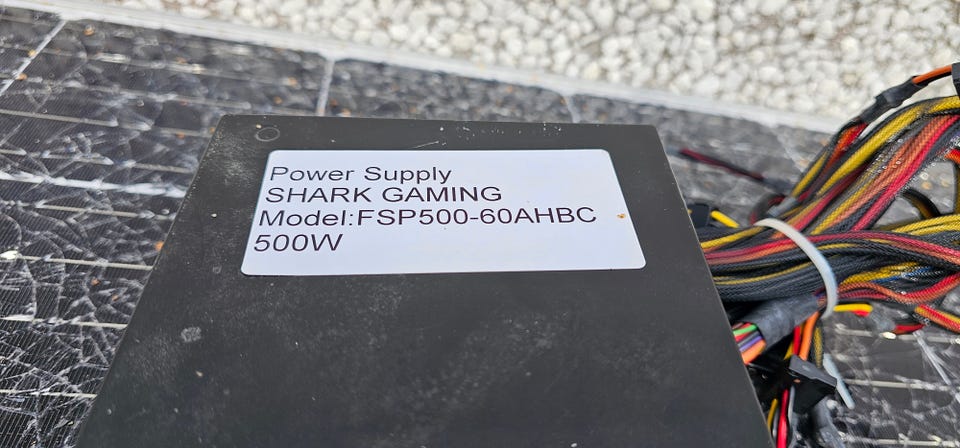 Power Supply
SHARK GAMING
Model:FSP500-60AHBC
500W